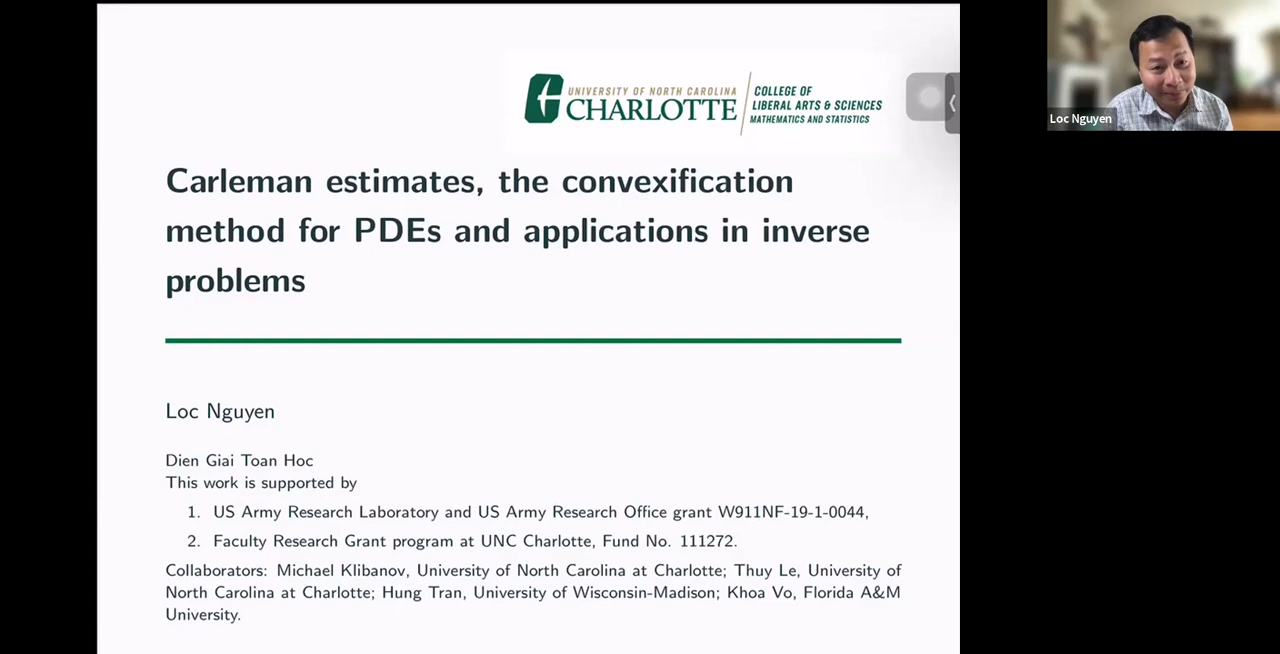 UNIVERSITY OF NORTH CAROLINA
CHARLOTTE
COLLEGE OF
LIBERAL ARTS & SCIENCES
MATHEMATICS AND STATISTICS
Loc Nguyen
Carleman estimates, the convexification
method for PDEs and applications in inverse
problems
Loc Nguyen
Dien Giai Toan Hoc
This work is supported by
1. US Army Research Laboratory and US Army Research Office grant W911NF-19-1-0044,
2. Faculty Research Grant program at UNC Charlotte, Fund No. 111272.
Collaborators: Michael Klibanov, University of North Carolina at Charlotte; Thuy Le, University of
North Carolina at Charlotte; Hung Tran, University of Wisconsin-Madison; Khoa Vo, Florida A&M
University.